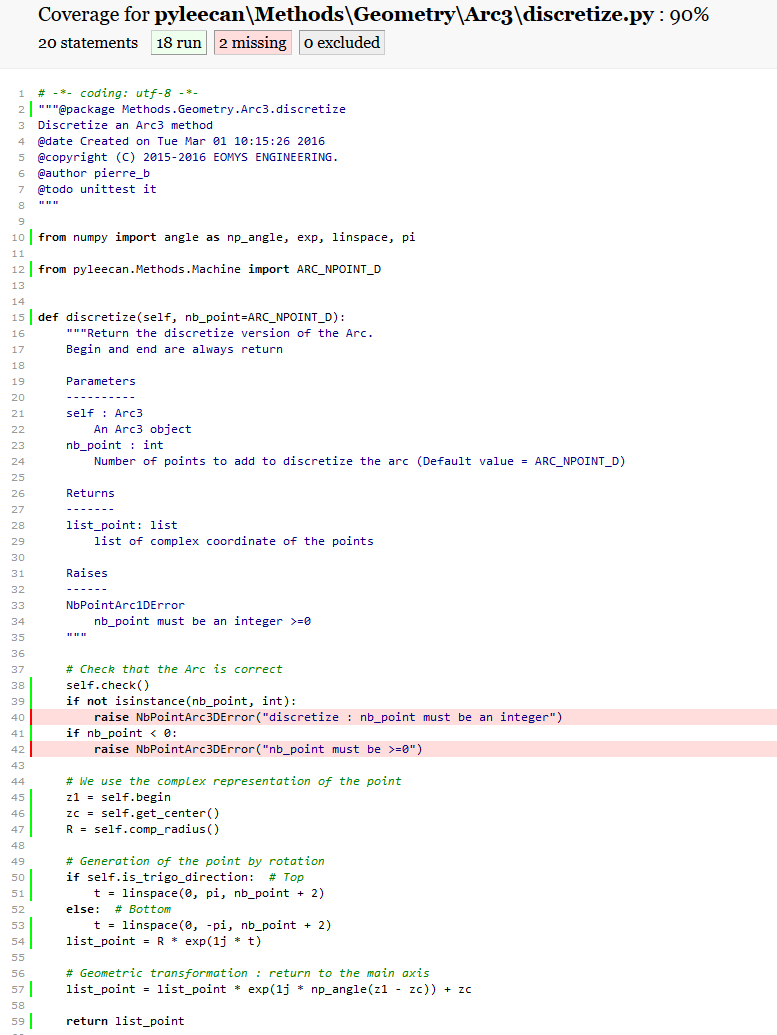 Coverage for pyleecan\Methods\Geometry\Arc3\discretize.py : 90%
20 statements 18 run 2 missing 0 excluded
1 # -*- coding: utf-8 -*-
2 """@package Methods.Geometry.Arc3.discretize
3 Discretize an Arc3 method
4 @date Created on Tue Mar 01 10:15:26 2016
5 @copyright (C) 2015-2016 EOMYS ENGINEERING.
6 @author pierre_b
7 @todo unittest it
8 """
9
10 from numpy import angle as np_angle, exp, linspace, pi
11
12 from pyleecan.Methods.Machine import ARC_NPOINT_D
13
14
15 def discretize(self, nb_point=ARC_NPOINT_D):
16     """Return the discretize version of the Arc.
17     Begin and end are always return
18
19     Parameters
20     ----------
21     self : Arc3
22         An Arc3 object
23     nb_point : int
24         Number of points to add to discretize the arc (Default value = ARC_NPOINT_D)
25
26     Returns
27     -------
28     list_point: list
29         list of complex coordinate of the points
30
31     Raises
32     ------
33     NbPointArc1DError
34         nb_point must be an integer >=0
35     """
36
37     # Check that the Arc is correct
38     self.check()
39     if not isinstance(nb_point, int):
40         raise NbPointArc3DError("discretize : nb_point must be an integer")
41     if nb_point < 0:
42         raise NbPointArc3DError("nb_point must be >=0")
43
44     # We use the complex representation of the point
45     z1 = self.begin
46     zc = self.get_center()
47     R = self.comp_radius()
48
49     # Generation of the point by rotation
50     if self.is_trigo_direction:  # Top
51         t = linspace(0, pi, nb_point + 2)
52     else:  # Bottom
53         t = linspace(0, -pi, nb_point + 2)
54     list_point = R * exp(1j * t)
55
56     # Geometric transformation : return to the main axis
57     list_point = list_point * exp(1j * np_angle(z1 - zc)) + zc
58
59     return list_point